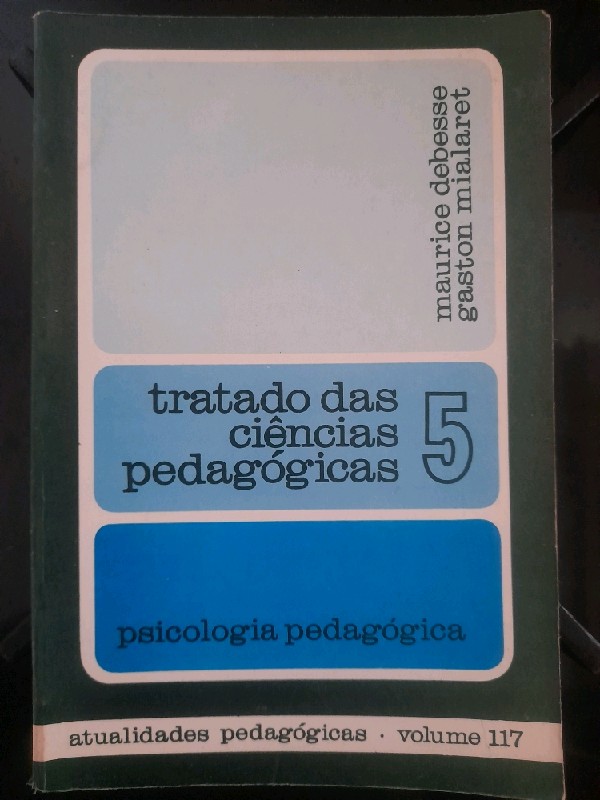 maurice debesse
gaston mialaret
tratado das
ciências
pedagógicas
5
psicologia pedagógica
atualidades pedagógicas · volume 117